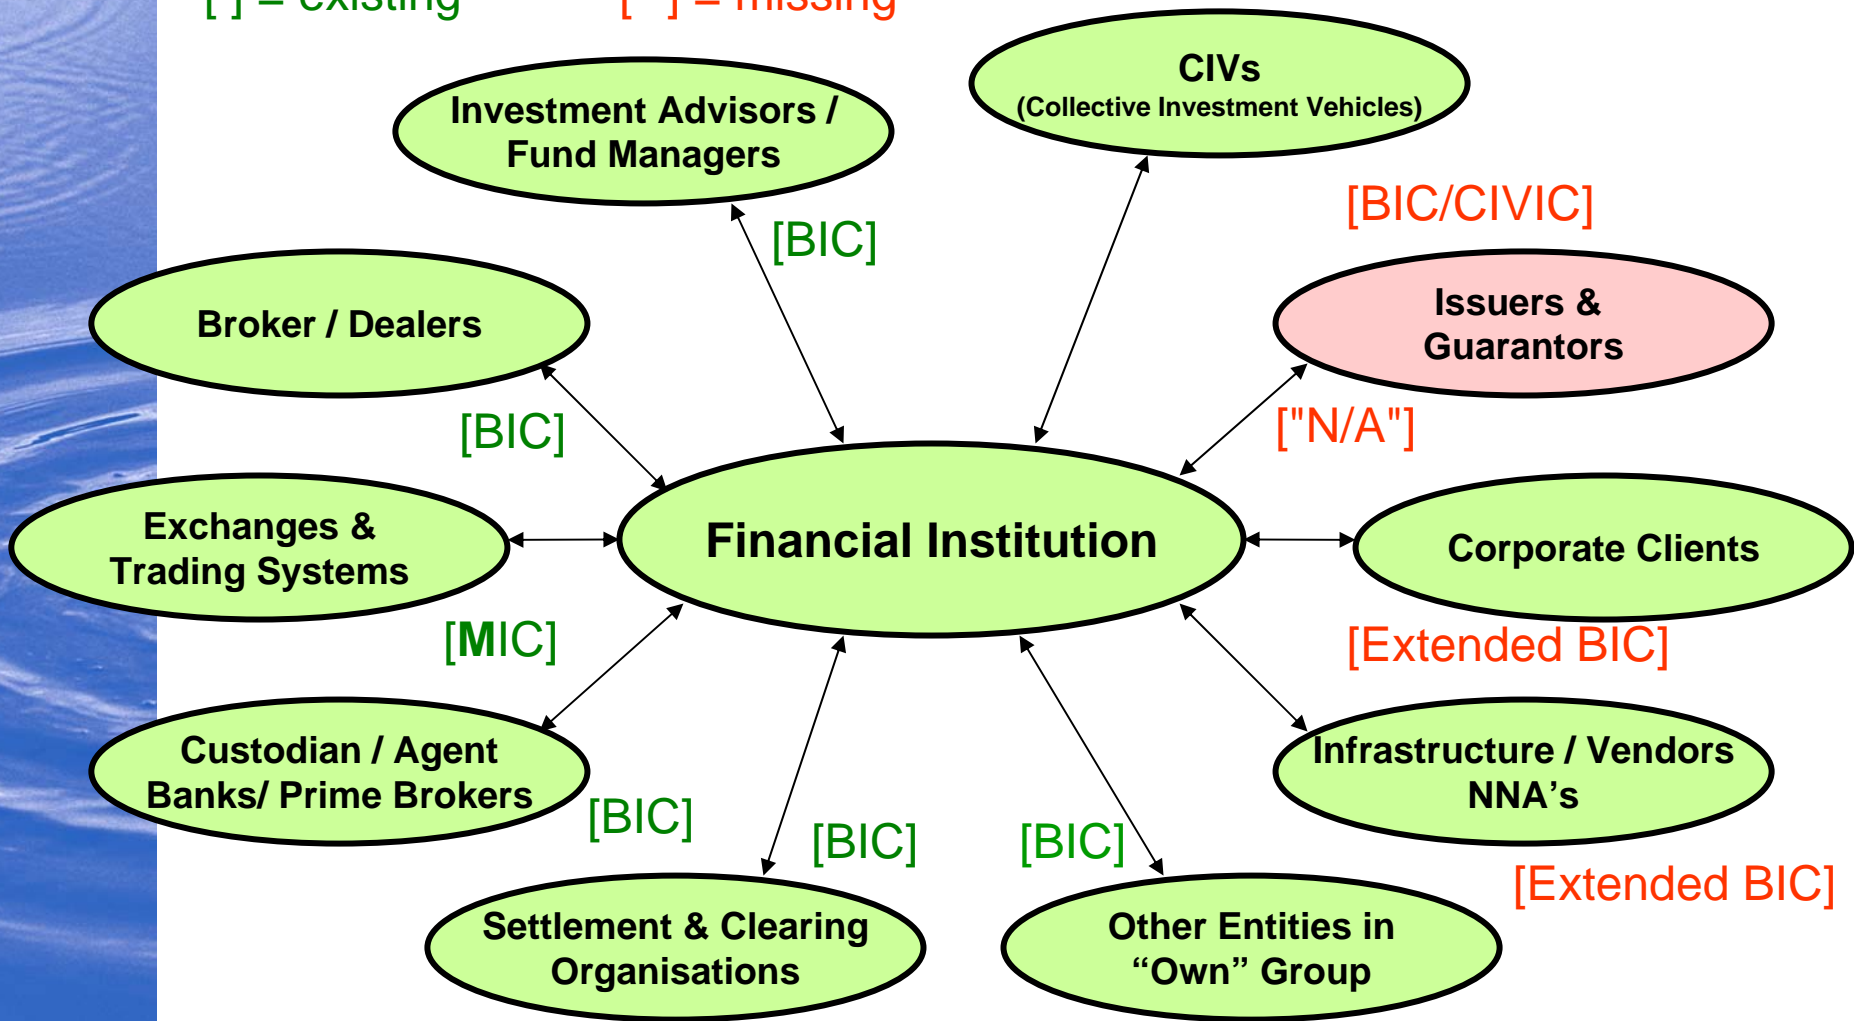 [ ] = existing
[ ] = missing
CIVs
(Collective Investment Vehicles)
Investment Advisors /
Fund Managers
[BIC/CIVIC]
[BIC]
Issuers &
Guarantors
Broker / Dealers
["N/A"]
[BIC]
Financial Institution
Exchanges &
Trading Systems
Corporate Clients
[MIC]
[Extended BIC]
Custodian / Agent
Banks/ Prime Brokers
Infrastructure / Vendors
NNA’s
[BIC]
[BIC]
[BIC]
[Extended BIC]
Settlement & Clearing
Organisations
Other Entities in
“Own” Group